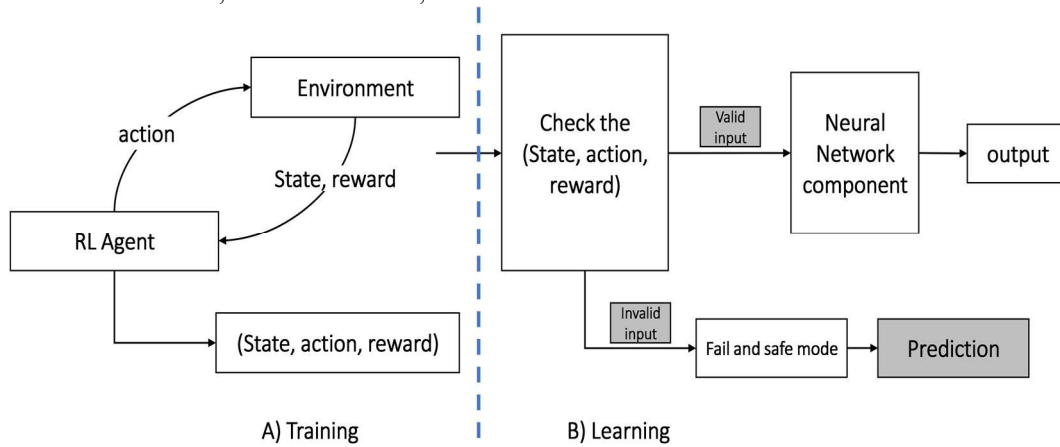 Environment
action
State, reward
RL Agent
(State, action, reward)
A) Training
Check the
(State, action,
reward)
Valid
input
Neural
Network
component
output
Invalid
input
Fail and safe mode
Prediction
B) Learning